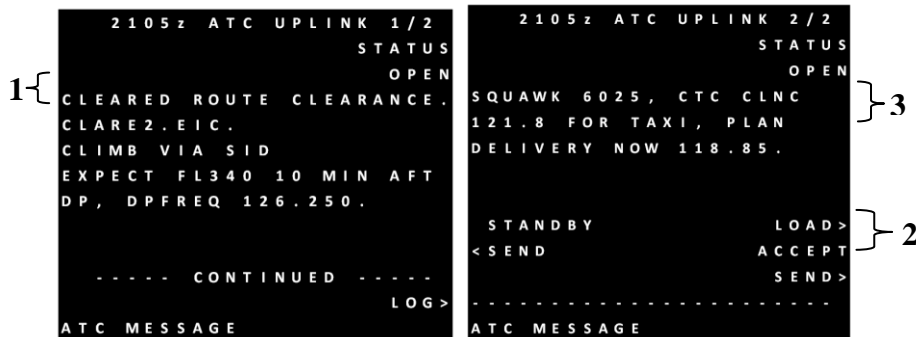 2105z ATC UPLINK 1/2
STATUS
OPEN
1
CLEARED ROUTE CLEARANCE.
CLARE2.EIC.
CLIMB VIA SID
EXPECT FL340 10 MIN AFT
DP, DPFREQ 126.250.
----- CONTINUED -----
LOG>
ATC MESSAGE
2105z ATC UPLINK 2/2
STATUS
OPEN
SQUAWK 6025, CTC CLNC
3
121.8 FOR TAXI, PLAN
DELIVERY NOW 118.85.
STANDBY LOAD>
2
<SEND ACCEPT
SEND>
-------------------------
ATC MESSAGE